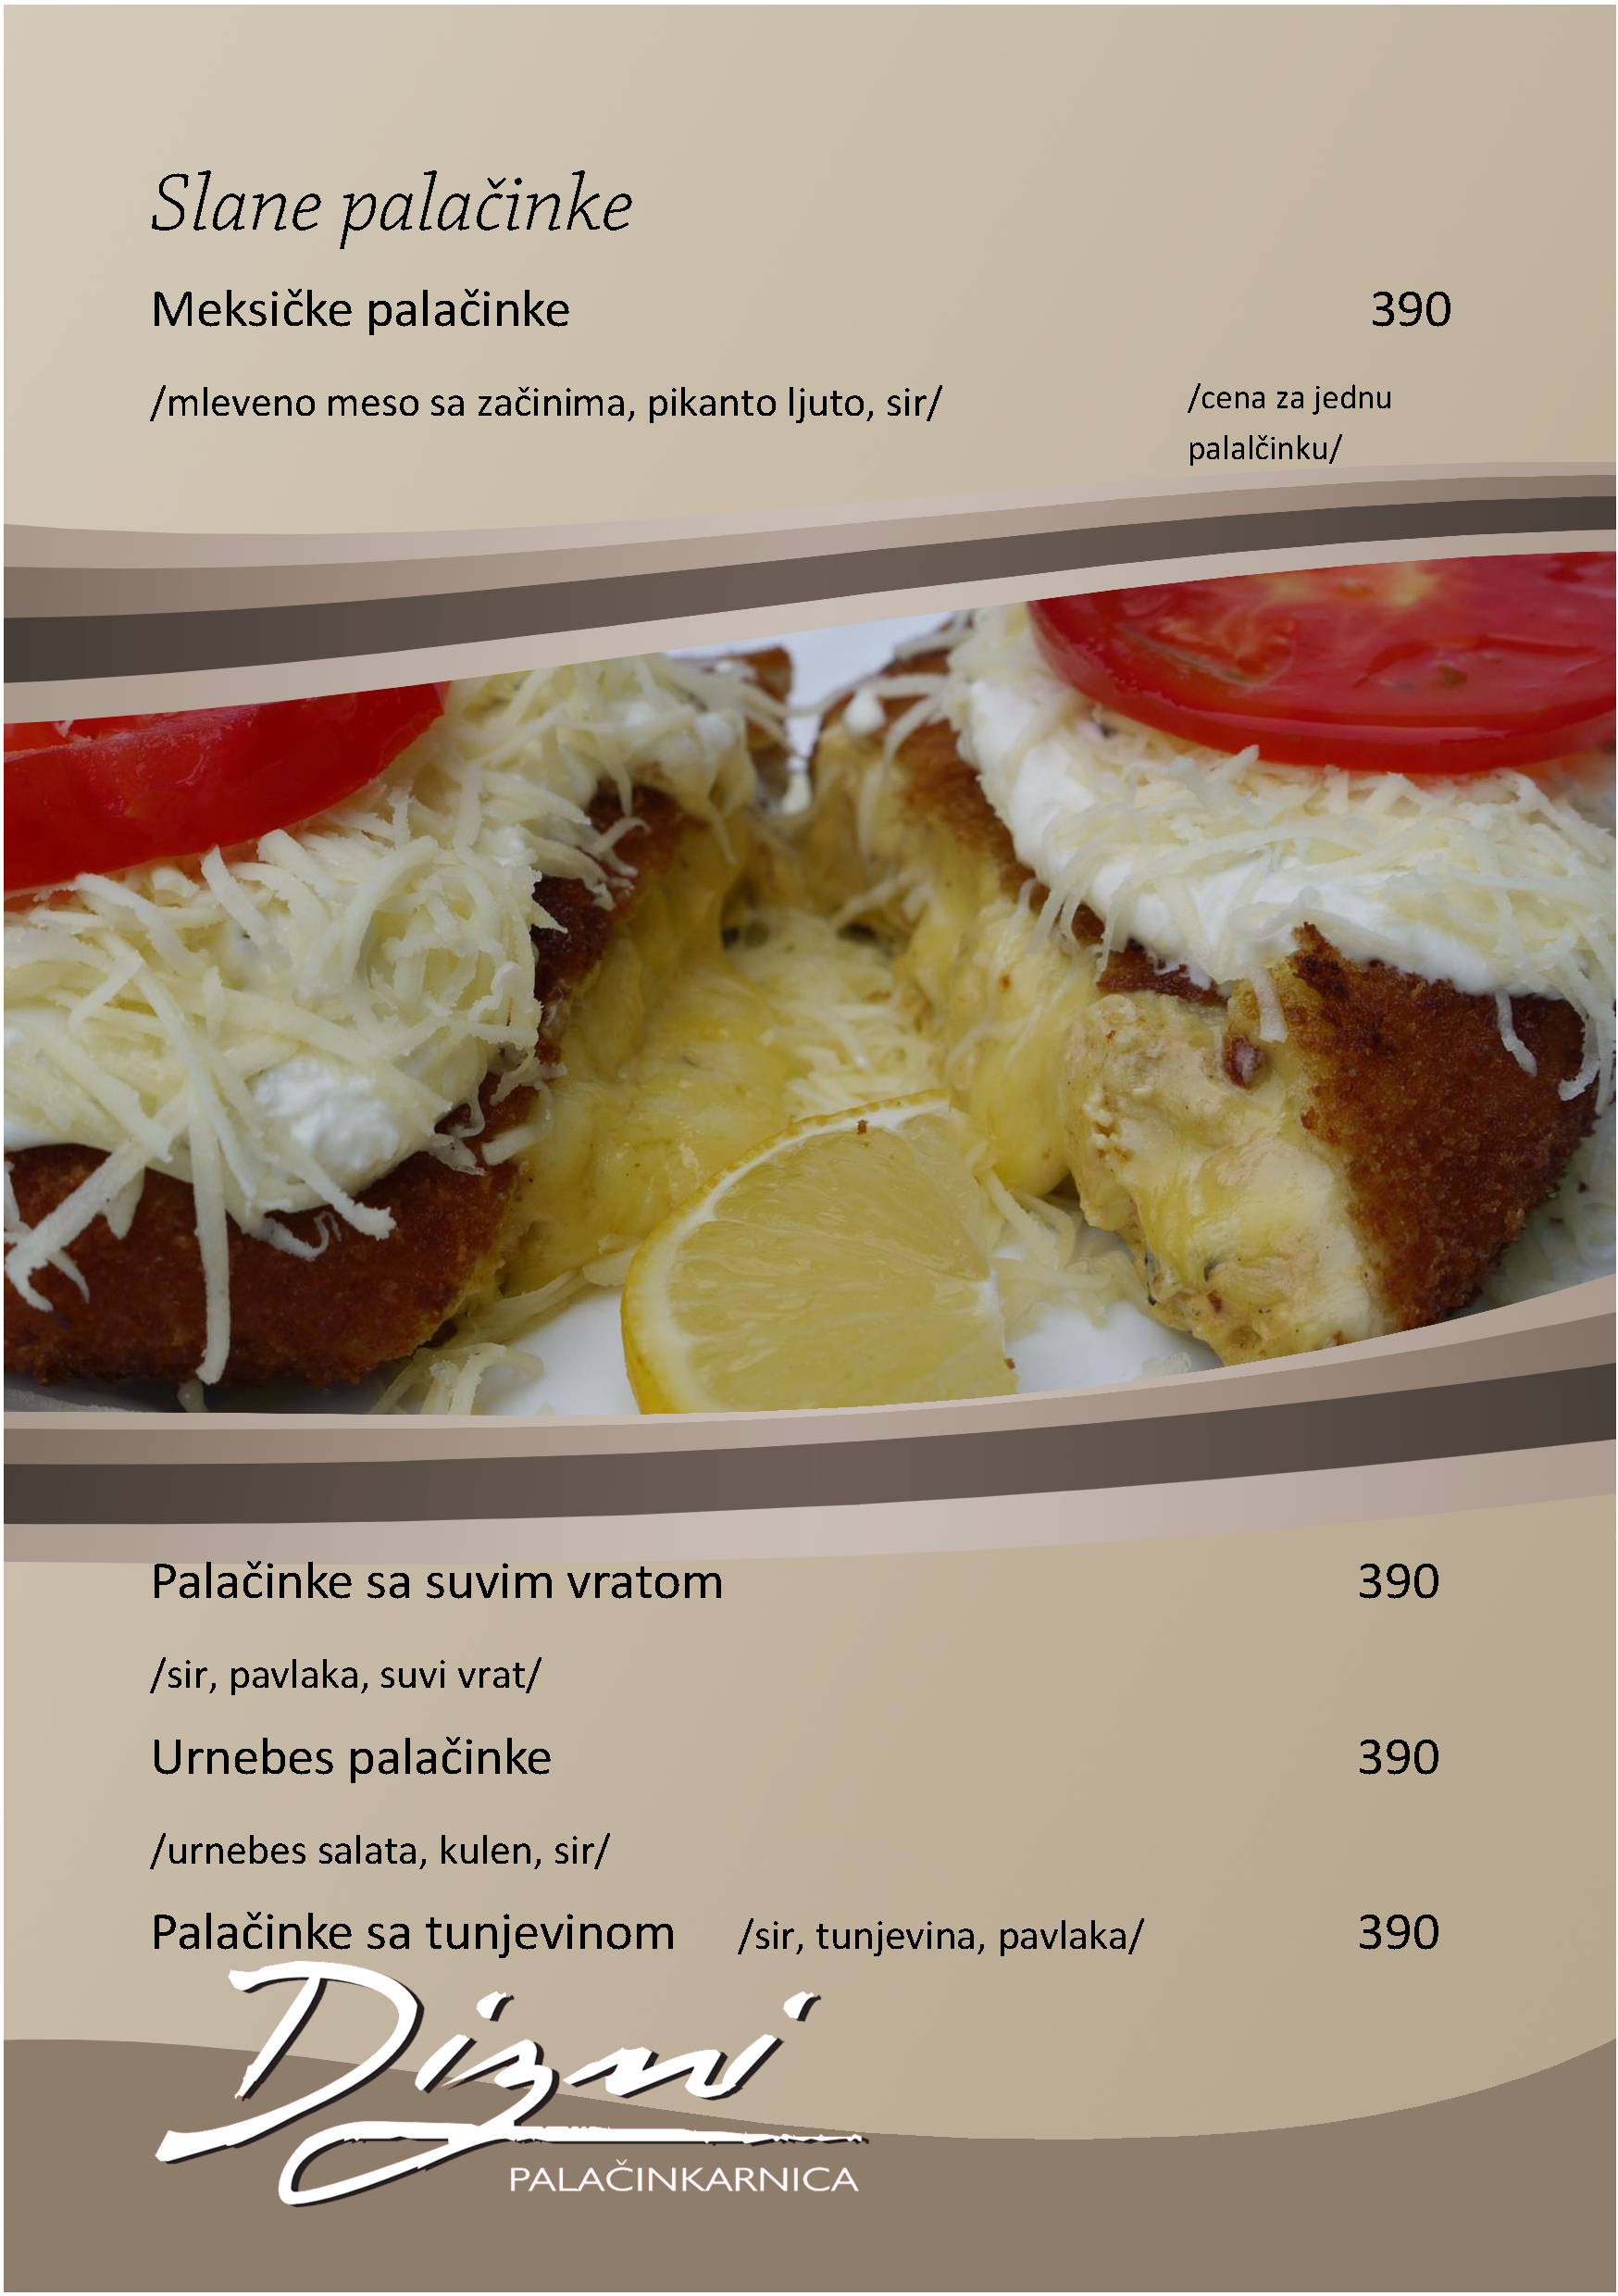 Slane palačinke
Meksičke palačinke 390
/mleveno meso sa začinima, pikanto ljuto, sir/ /cena za jednu
palalčinku/
Palačinke sa suvim vratom 390
/sir, pavlaka, suvi vrat/
Urnebes palačinke 390
/urnebes salata, kulen, sir/
Palačinke sa tunjevinom /sir, tunjevina, pavlaka/ 390
Dizni
PALAČINKARNICA